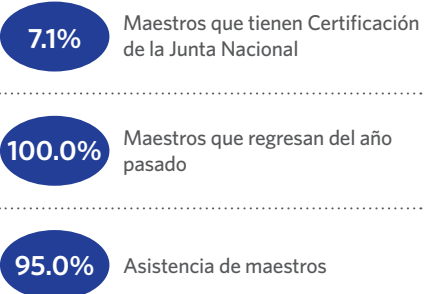 7.1%
Maestros que tienen Certificación
de la Junta Nacional
100.0%
Maestros que regresan del año
pasado
95.0%
Asistencia de maestros